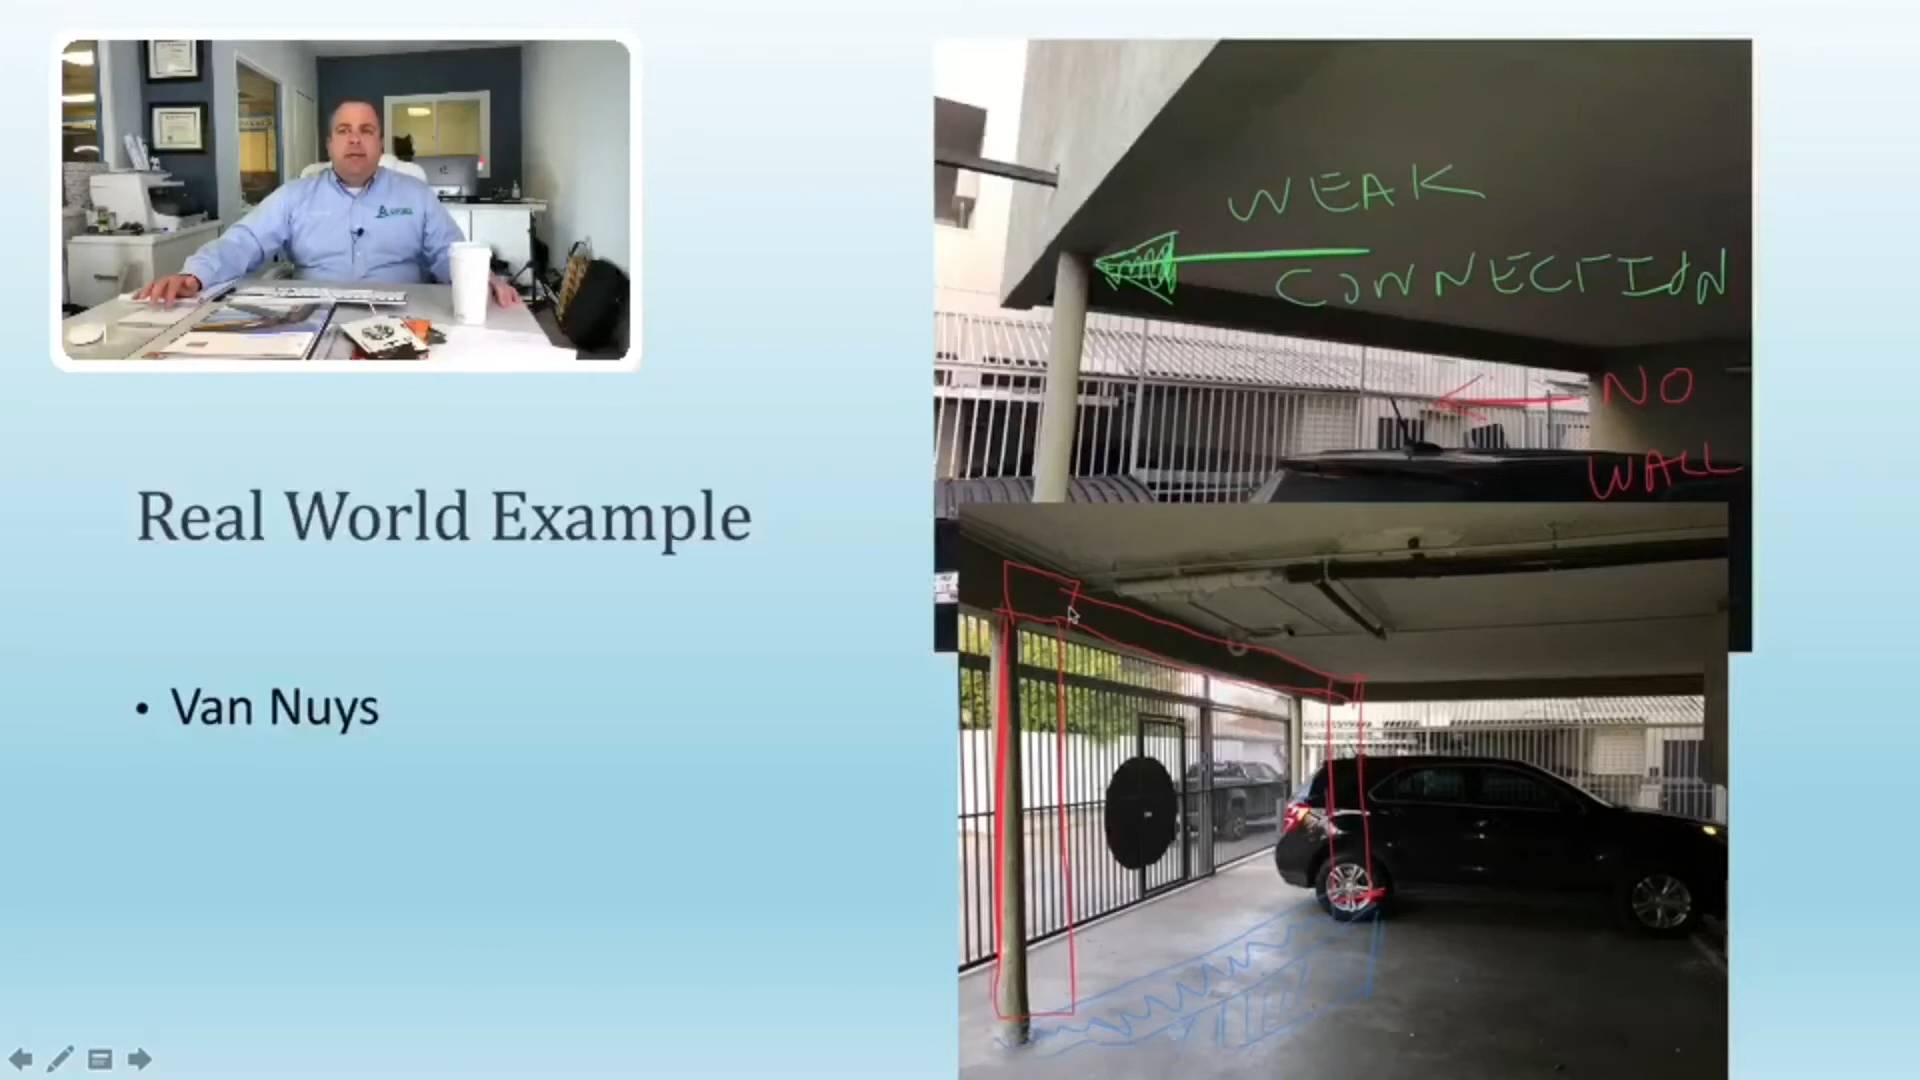 WEAK
CONNECTION
NO
WALL
Real World Example
• Van Nuys